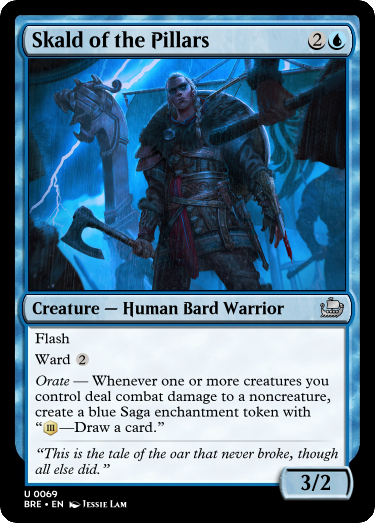 Skald of the Pillars 2
Creature — Human Bard Warrior
Flash
Ward 2
Orate — Whenever one or more creatures you
control deal combat damage to a noncreature,
create a blue Saga enchantment token with
“III—Draw a card.”
“This is the tale of the oar that never broke, though
all else did.”
3/2
U 0069
BRE • EN Jessie Lam